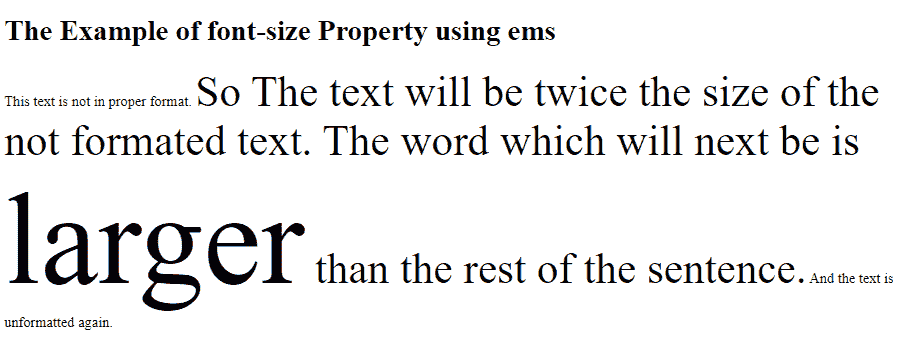 The Example of font-size Property using ems
This text is not in proper format. So The text will be twice the size of the
not formated text. The word which will next be is
larger than the rest of the sentence. And the text is
unformatted again.